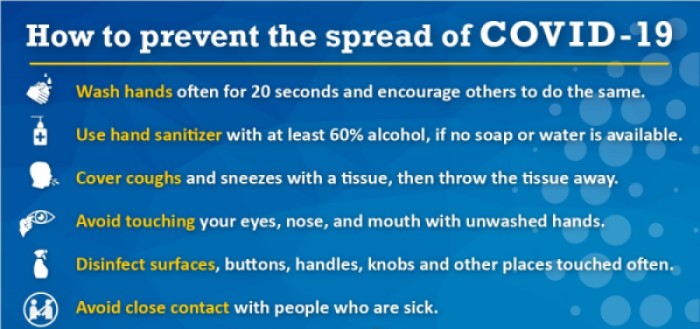 How to prevent the spread of COVID-19
Wash hands often for 20 seconds and encourage others to do the same.
Use hand sanitizer with at least 60% alcohol, if no soap or water is available.
Cover coughs and sneezes with a tissue, then throw the tissue away.
Avoid touching your eyes, nose, and mouth with unwashed hands.
Disinfect surfaces, buttons, handles, knobs and other places touched often.
Avoid close contact with people who are sick.